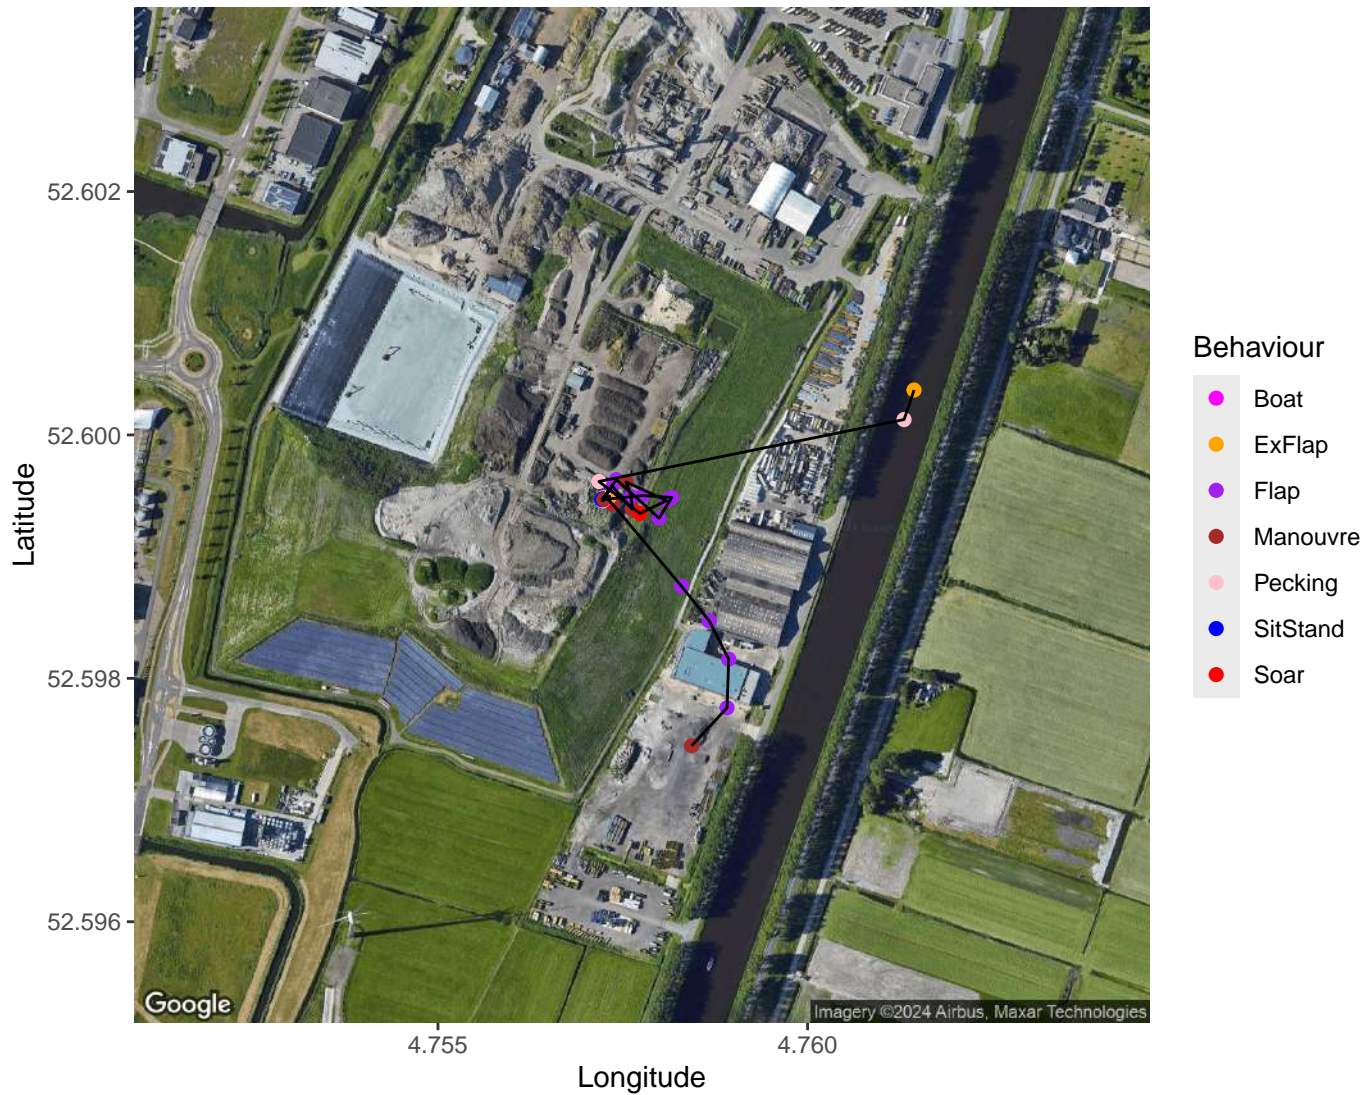 52.602
52.600
52.598
52.596
Latitude
4.755
4.760
Longitude
Google
Imagery ©2024 Airbus, Maxar Technologies
Behaviour
Boat
ExFlap
Flap
Manouvre
Pecking
SitStand
Soar